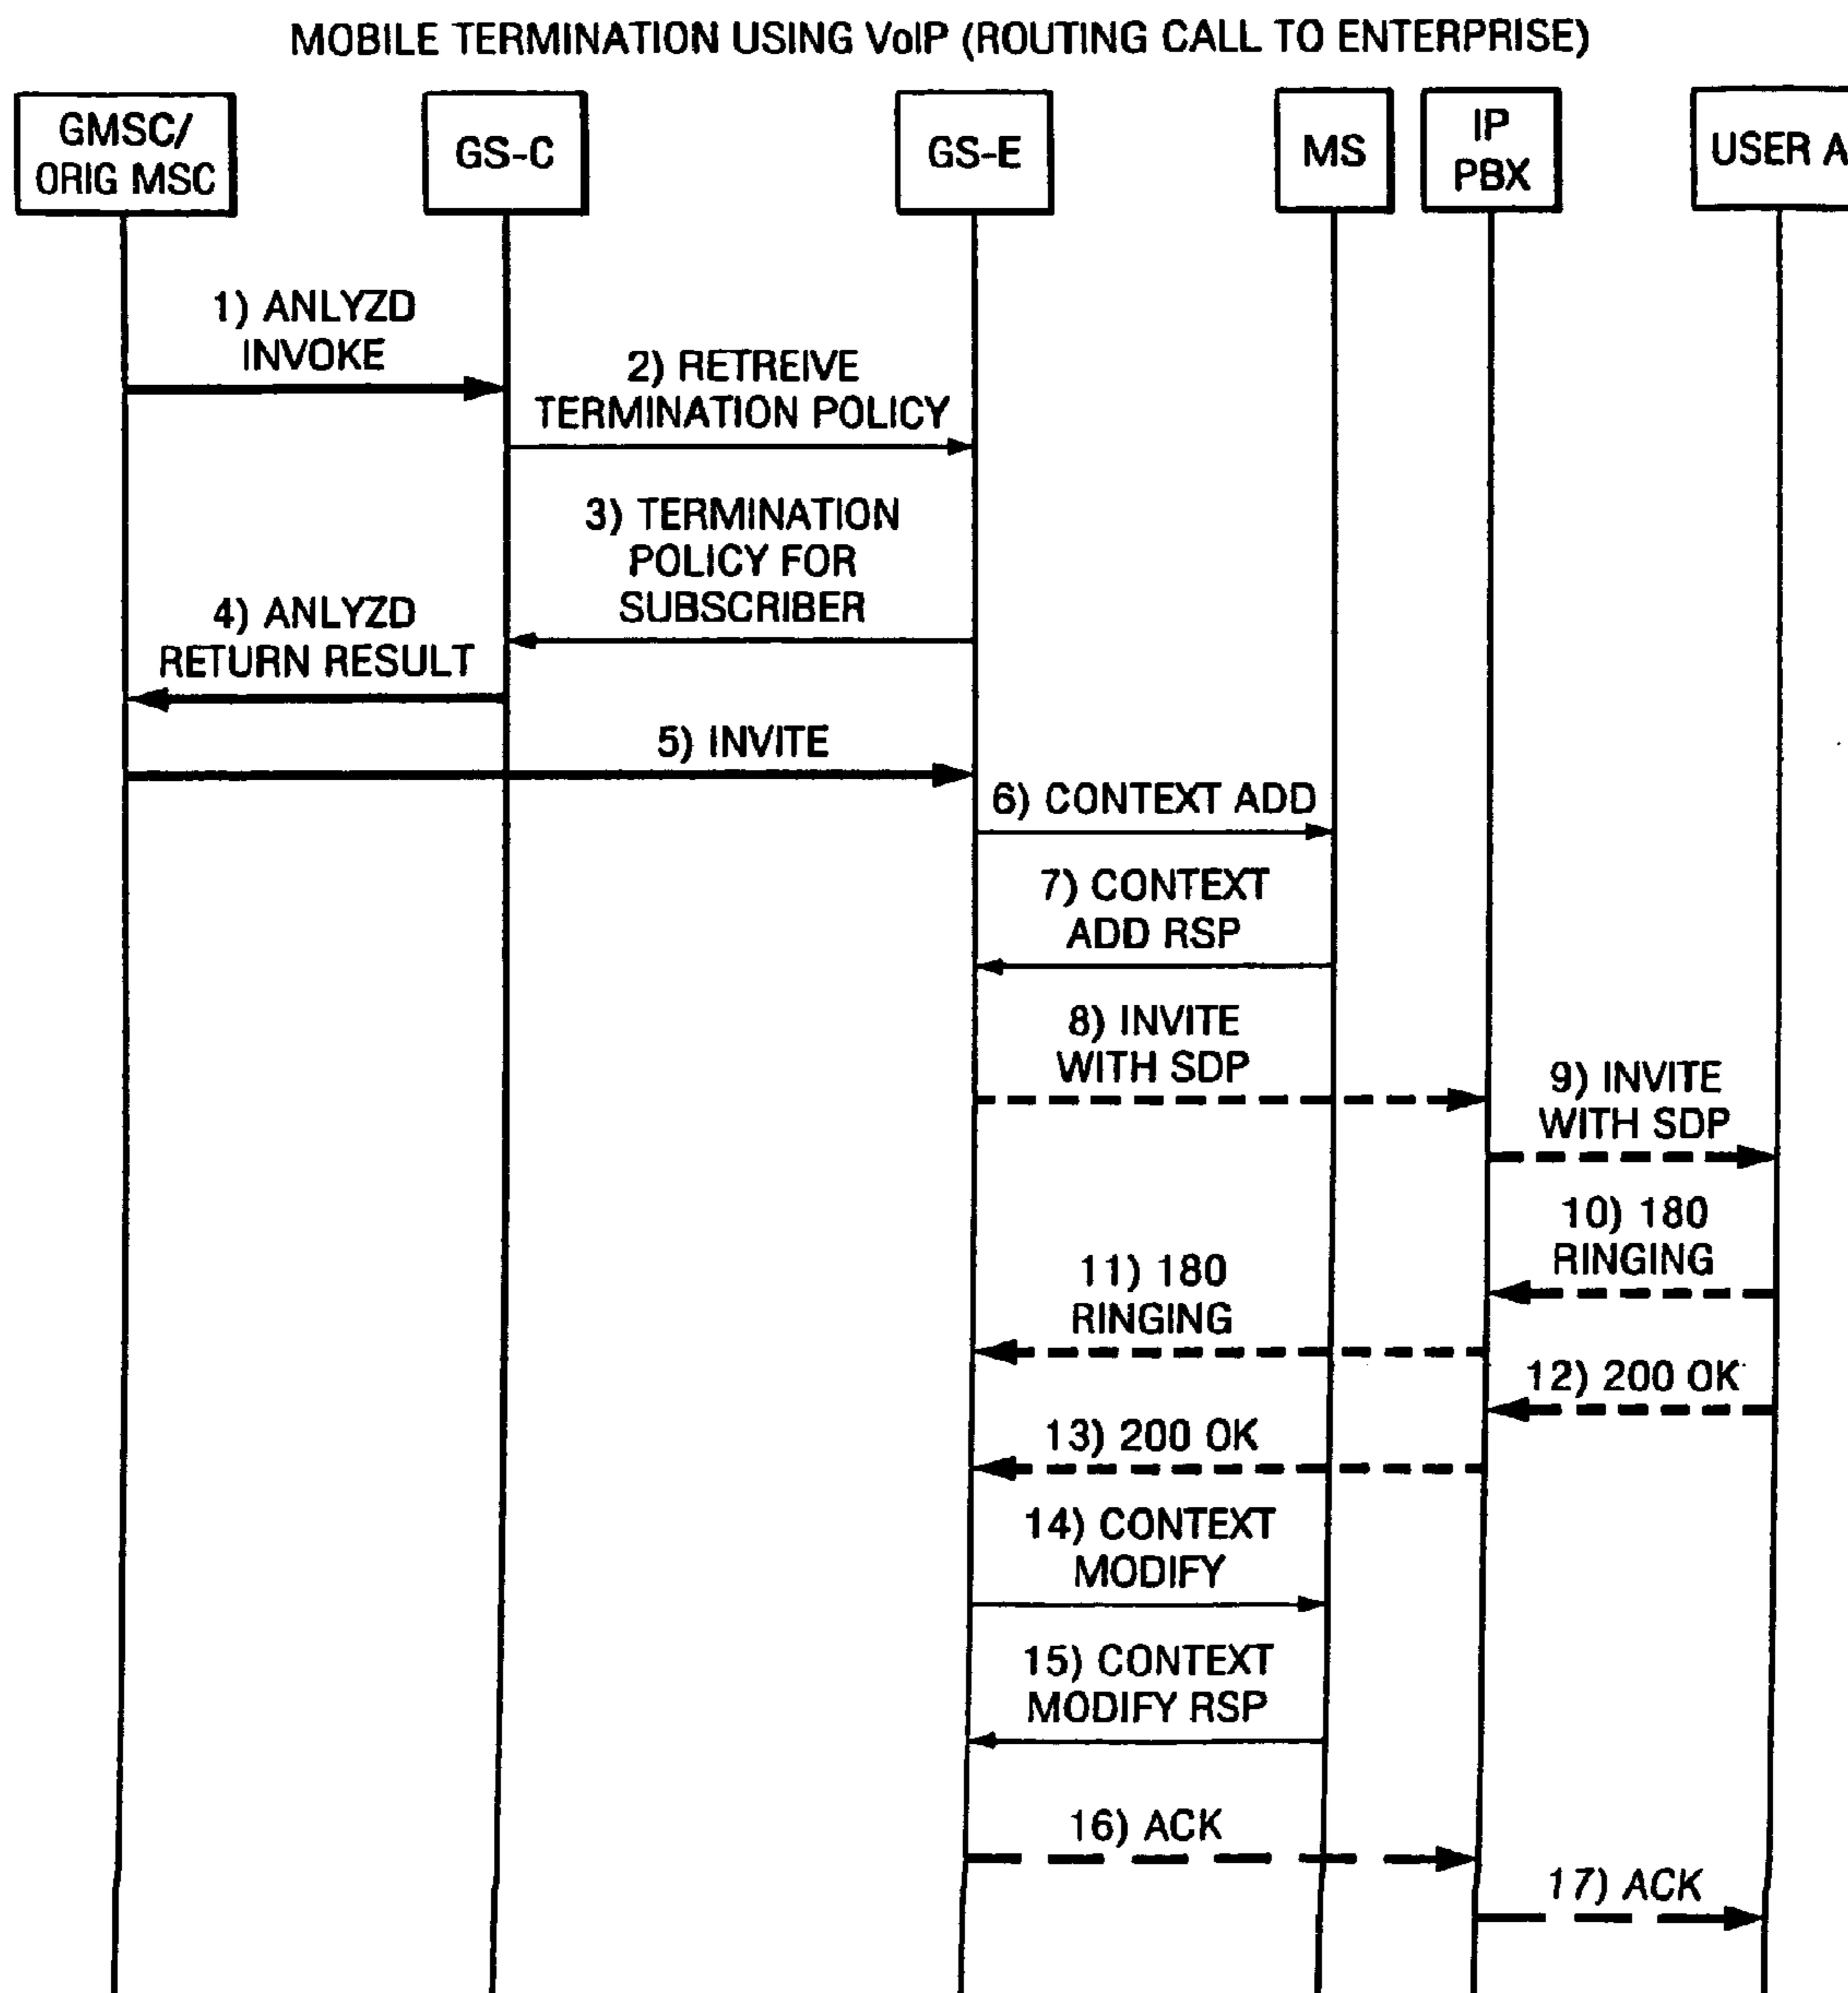 MOBILE TERMINATION USING VoIP (ROUTING CALL TO ENTERPRISE)
GMSC/
ORIG MSC
GS-C
GS-E
MS
IP
PBX
USER A
1) ANLYZD
INVOKE
2) RETREIVE
TERMINATION POLICY
3) TERMINATION
POLICY FOR
SUBSCRIBER
4) ANLYZD
RETURN RESULT
5) INVITE
6) CONTEXT ADD
7) CONTEXT
ADD RSP
8) INVITE
WITH SDP
9) INVITE
WITH SDP
10) 180
RINGING
11) 180
RINGING
12) 200 OK
13) 200 OK
14) CONTEXT
MODIFY
15) CONTEXT
MODIFY RSP
16) ACK
17) ACK